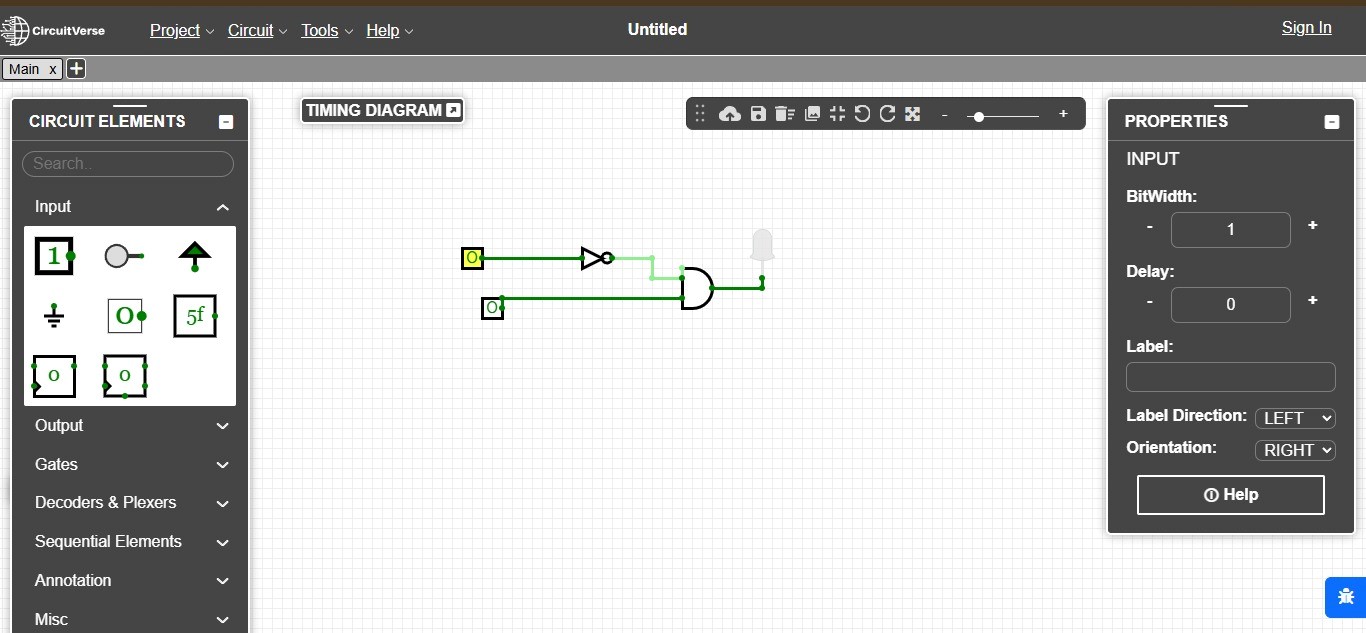 CircuitVerse Project Circuit Tools Help Untitled Sign In
Main x +
CIRCUIT ELEMENTS -
Search..
Input
1
0 5f
0 0
Output
Gates
Decoders & Plexers
Sequential Elements
Annotation
Misc
TIMING DIAGRAM
- +
0
0
PROPERTIES -
INPUT
BitWidth:
- 1 +
Delay:
- 0 +
Label:
Label Direction: LEFT
Orientation: RIGHT
Help